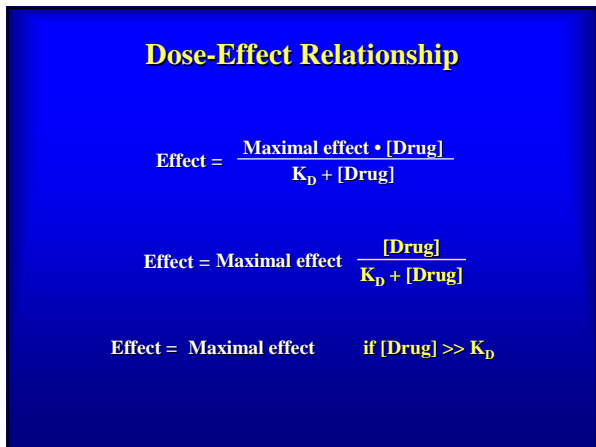 Dose-Effect Relationship
Effect = Maximal effect • [Drug]
K_D + [Drug]
Effect = Maximal effect [Drug]
K_D + [Drug]
Effect = Maximal effect if [Drug] >> K_D